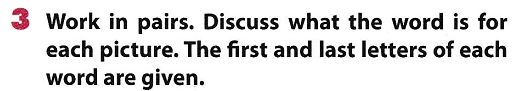 3 Work in pairs. Discuss what the word is for
each picture. The first and last letters of each
word are given.